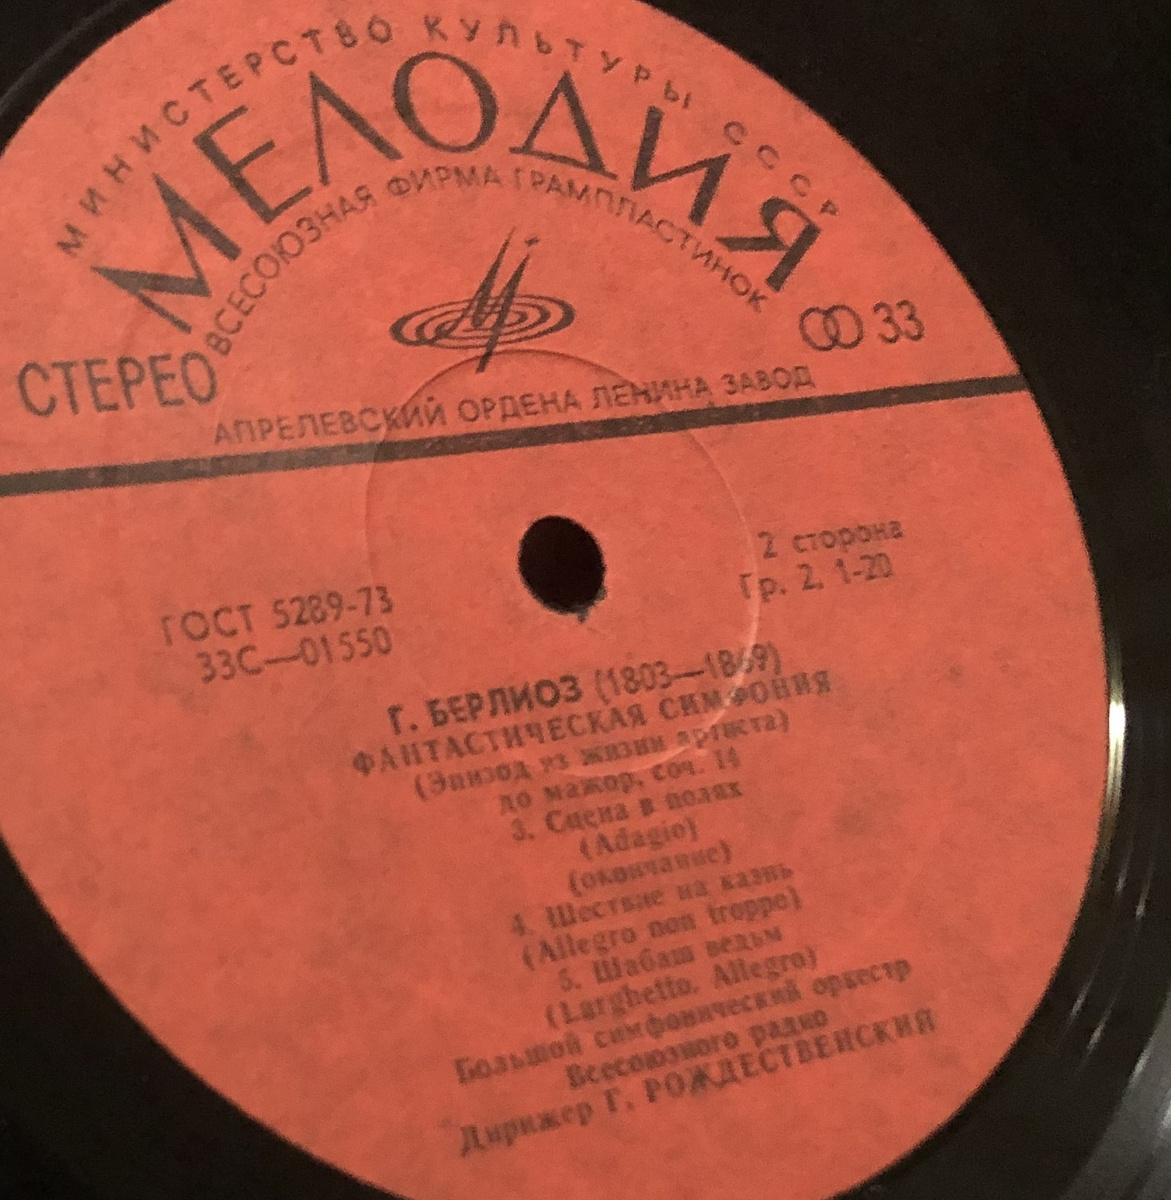 МИНИСТЕРСТВО КУЛЬТУРЫ СССР
МЕЛОДИЯ
ВСЕСОЮЗНАЯ ФИРМА ГРАМПЛАСТИНОК
СТЕРЕО
33
АПРЕЛЕВСКИЙ ОРДЕНА ЛЕНИНА ЗАВОД
2 сторона
Гр. 2. 1-20
ГОСТ 5289-73
33С—01550
Г. БЕРЛИОЗ (1803—1869)
ФАНТАСТИЧЕСКАЯ СИМФОНИЯ
(Эпизод из жизни артиста)
до мажор, соч. 14
3. Сцена в полях
(Adagio)
(окончание)
4. Шествие на казнь
(Allegro non troppo)
5. Шабаш ведьм
(Larghetto. Allegro)
Большой симфонический оркестр
Всесоюзного радио
Дирижер Г. РОЖДЕСТВЕНСКИЙ